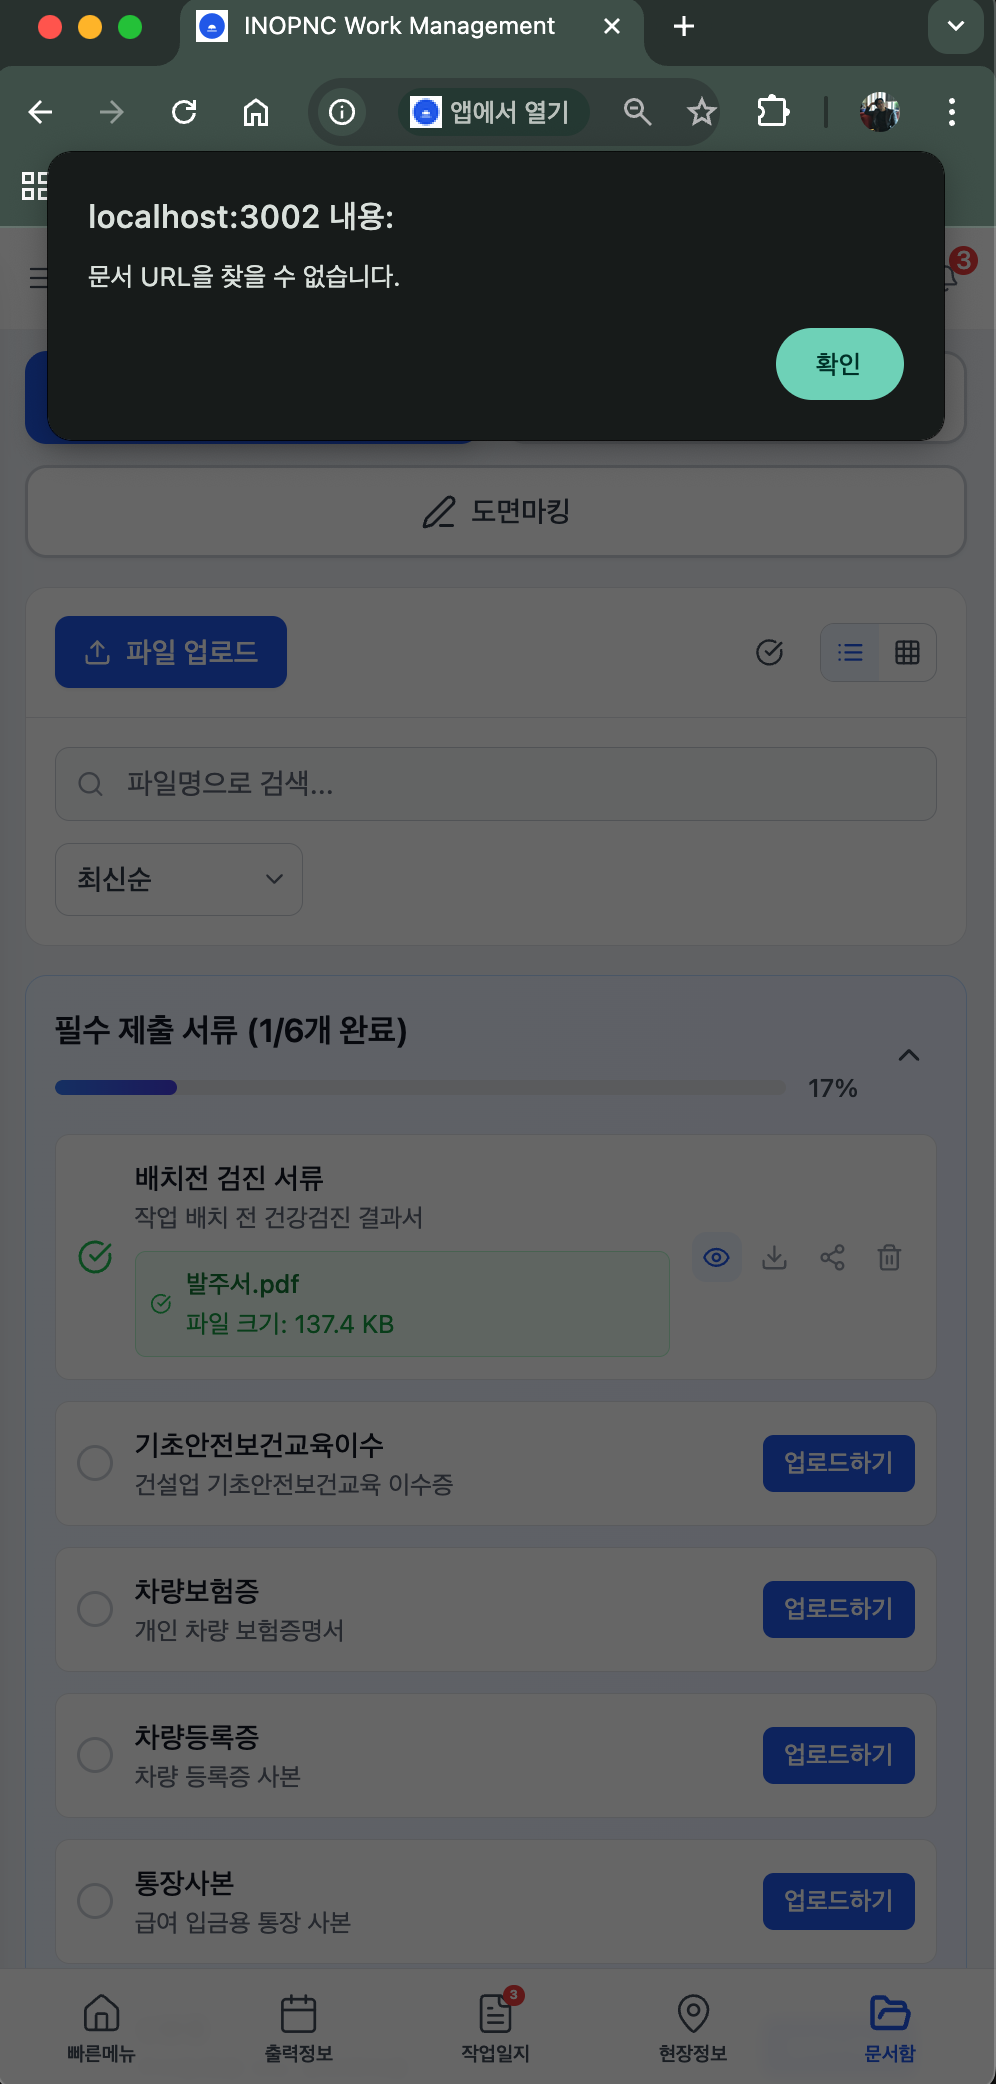 INOPNC Work Management
앱에서 열기
localhost:3002 내용:
문서 URL을 찾을 수 없습니다.
확인
3
도면마킹
파일 업로드
파일명으로 검색...
최신순
필수 제출 서류 (1/6개 완료)
17%
배치전 검진 서류
작업 배치 전 건강검진 결과서
발주서.pdf
파일 크기: 137.4 KB
기초안전보건교육이수
건설업 기초안전보건교육 이수증
업로드하기
차량보험증
개인 차량 보험증명서
업로드하기
차량등록증
차량 등록증 사본
업로드하기
통장사본
급여 입금용 통장 사본
업로드하기
3
빠른메뉴
출력정보
작업일지
현장정보
문서함